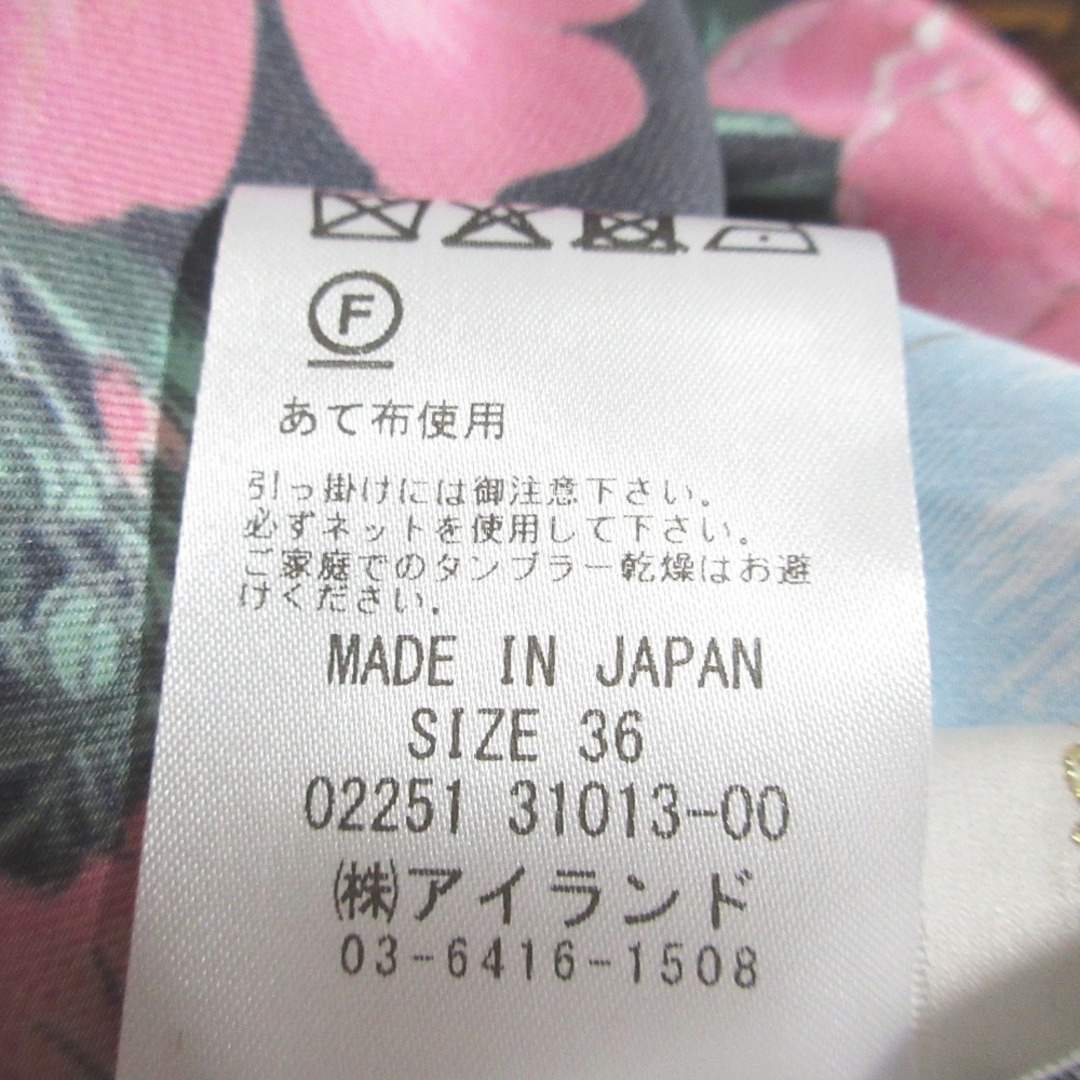 F
あて布使用
引っ掛けには御注意下さい。
必ずネットを使用して下さい。
ご家庭でのタンブラー乾燥はお避
けください。
MADE IN JAPAN
SIZE 36
02251 31013-00
㈱アイランド
03-6416-1508